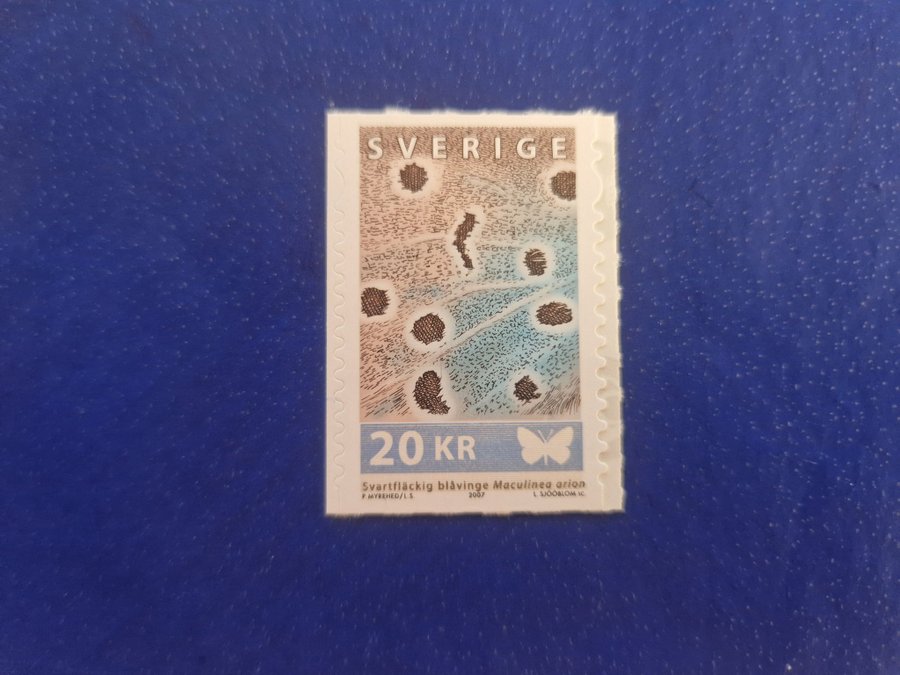 SVERIGE
20 KR
Svartfläckig blåvinge Maculinea arion
P. MYREHED/I.S. 2007 L. SJÖÖBLOM SC.